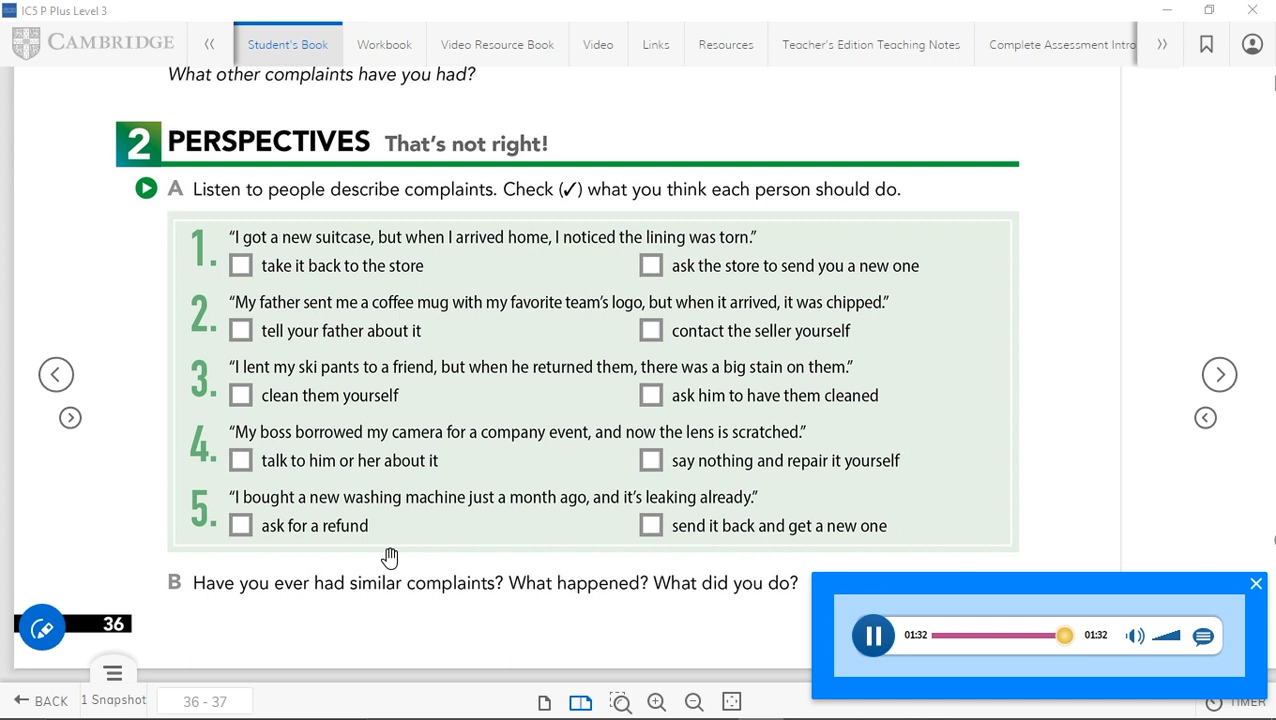 IC5 P Plus Level 3
CAMBRIDGE
Student's Book
Workbook
Video Resource Book
Video
Links
Resources
Teacher's Edition Teaching Notes
Complete Assessment Intro
What other complaints have you had?
2 PERSPECTIVES That's not right!
A Listen to people describe complaints. Check (✓) what you think each person should do.
1. “I got a new suitcase, but when I arrived home, I noticed the lining was torn.”
take it back to the store
ask the store to send you a new one
2. “My father sent me a coffee mug with my favorite team's logo, but when it arrived, it was chipped.”
tell your father about it
contact the seller yourself
3. “I lent my ski pants to a friend, but when he returned them, there was a big stain on them.”
clean them yourself
ask him to have them cleaned
4. “My boss borrowed my camera for a company event, and now the lens is scratched.”
talk to him or her about it
say nothing and repair it yourself
5. “I bought a new washing machine just a month ago, and it's leaking already.”
ask for a refund
send it back and get a new one
B Have you ever had similar complaints? What happened? What did you do?
36
01:32
01:32
BACK
1 Snapshot
36 - 37
TIMER